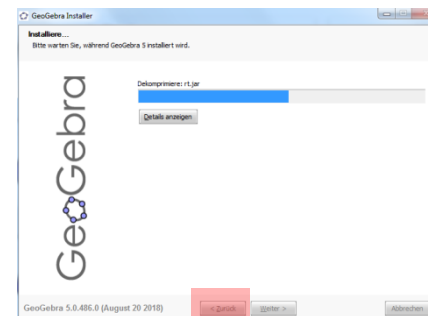 GeoGebra Installer
Installiere...
Bitte warten Sie, während GeoGebra 5 installiert wird.
Dekomprimiere: rt.jar
Details anzeigen
GeoGebra
GeoGebra 5.0.486.0 (August 20 2018)
< Zurück
Weiter >
Abbrechen